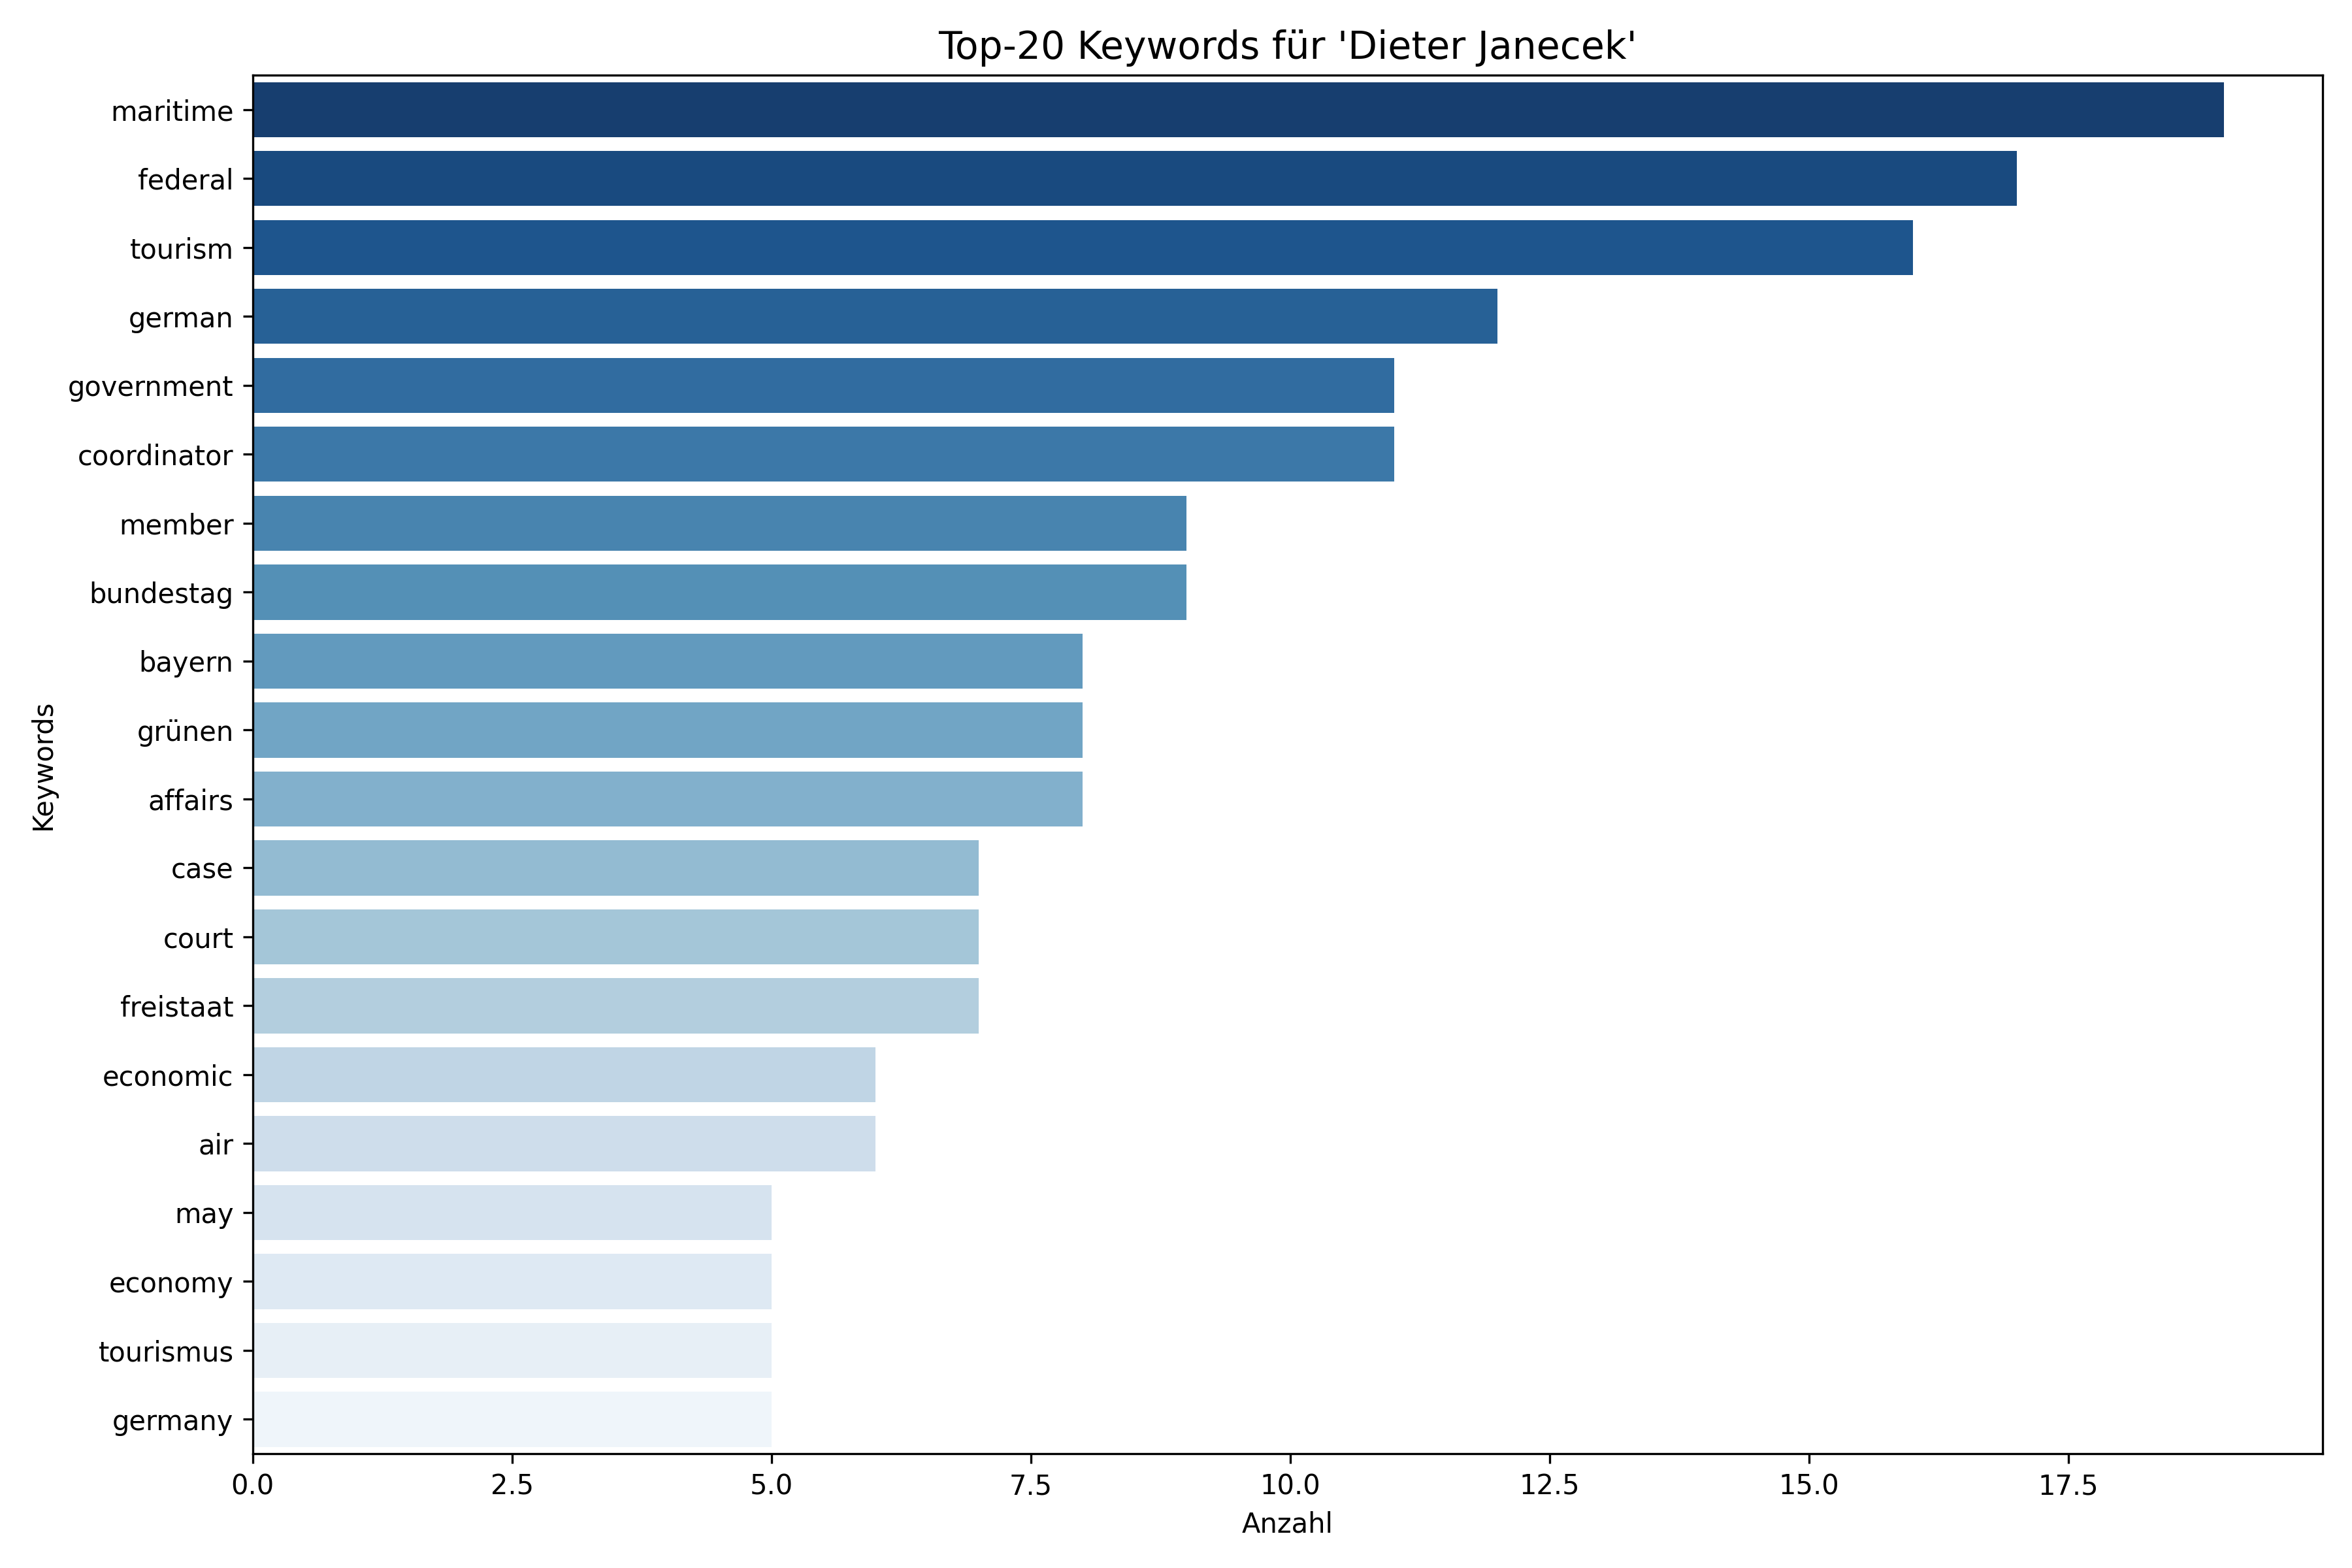 Top-20 Keywords für 'Dieter Janecek'
maritime
federal
tourism
german
government
coordinator
member
bundestag
bayern
grünen
affairs
case
court
freistaat
economic
air
may
economy
tourismus
germany
Keywords
0.0 2.5 5.0 7.5 10.0 12.5 15.0 17.5
Anzahl